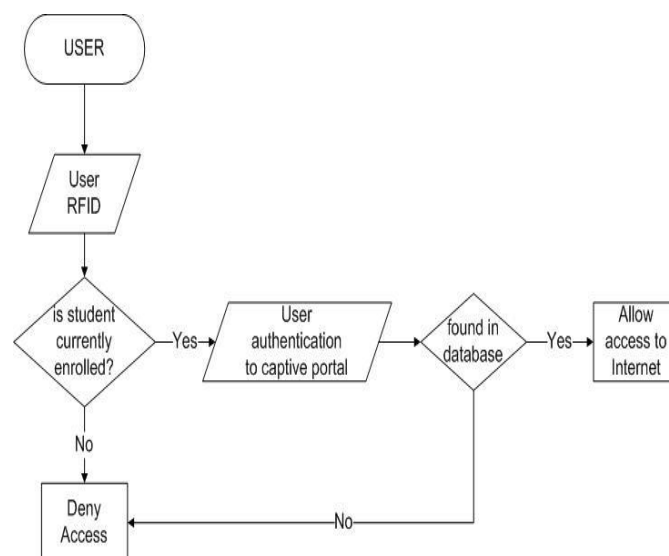 USER
User
RFID
is student
currently
enrolled?
Yes
User
authentication
to captive portal
found in
database
Yes
Allow
access to
Internet
No
Deny
Access
No